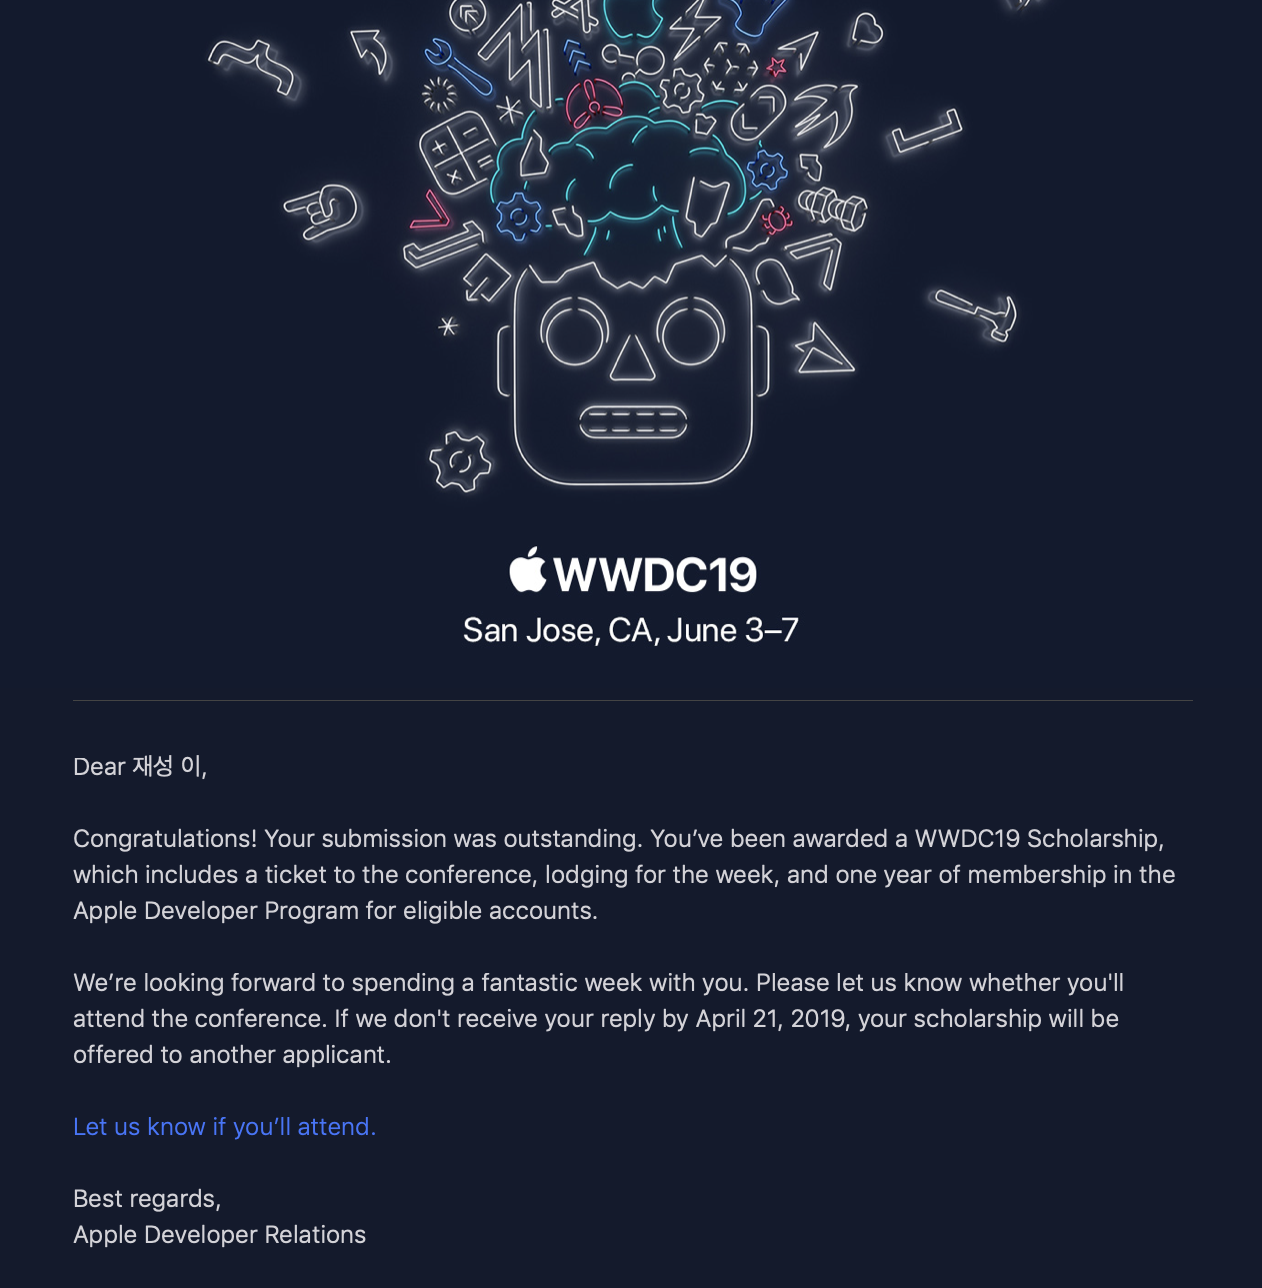 WWDC19
San Jose, CA, June 3–7
Dear 재성 이,
Congratulations! Your submission was outstanding. You’ve been awarded a WWDC19 Scholarship,
which includes a ticket to the conference, lodging for the week, and one year of membership in the
Apple Developer Program for eligible accounts.
We’re looking forward to spending a fantastic week with you. Please let us know whether you'll
attend the conference. If we don't receive your reply by April 21, 2019, your scholarship will be
offered to another applicant.
Let us know if you’ll attend.
Best regards,
Apple Developer Relations